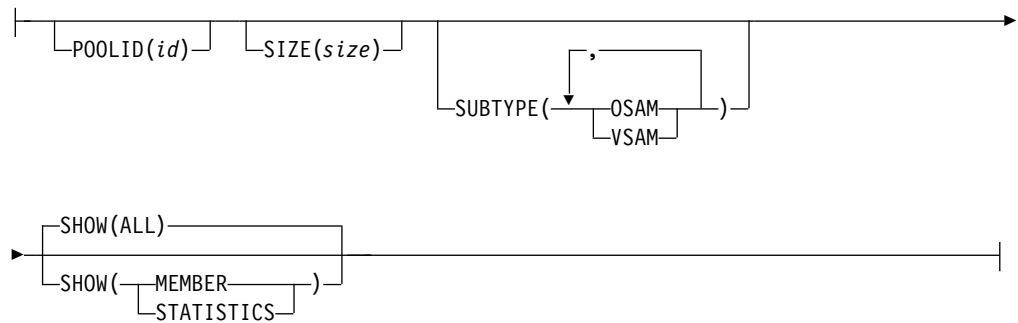 POOLID(id) SIZE(size)
,
SUBTYPE( OSAM )
VSAM
SHOW(ALL)
SHOW( MEMBER )
STATISTICS